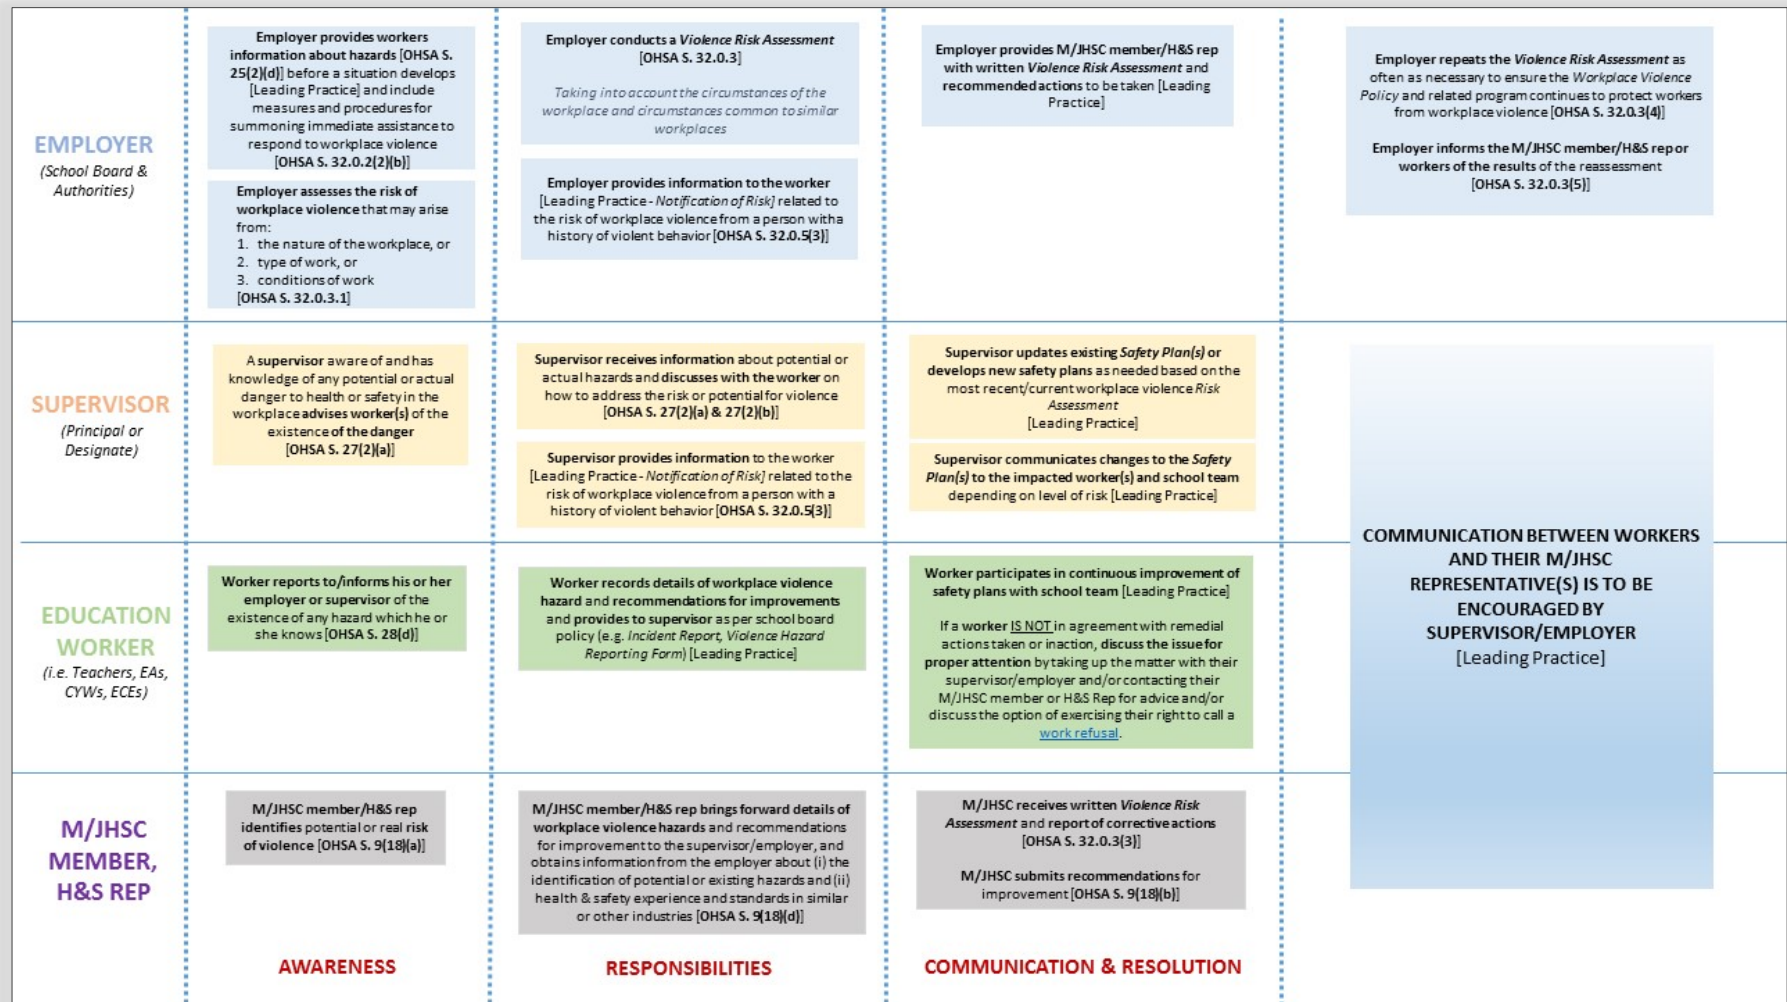 EMPLOYER
(School Board &
Authorities)
Employer provides workers
information about hazards [OHSA S.
25(2)(d)] before a situation develops
[Leading Practice] and include
measures and procedures for
summoning immediate assistance to
respond to workplace violence
[OHSA S. 32.0.2(2)(b)]
Employer assesses the risk of
workplace violence that may arise
from:
1. the nature of the workplace, or
2. type of work, or
3. conditions of work
[OHSA S. 32.0.3.1]
Employer conducts a Violence Risk Assessment
[OHSA S. 32.0.3]
Taking into account the circumstances of the
workplace and circumstances common to similar
workplaces
Employer provides information to the worker
[Leading Practice - Notification of Risk] related to
the risk of workplace violence from a person with a
history of violent behavior [OHSA S. 32.0.5(3)]
Employer provides M/JHSC member/H&S rep
with written Violence Risk Assessment and
recommended actions to be taken [Leading
Practice]
Employer repeats the Violence Risk Assessment as
often as necessary to ensure the Workplace Violence
Policy and related program continues to protect workers
from workplace violence [OHSA S. 32.0.3(4)]
Employer informs the M/JHSC member/H&S rep or
workers of the results of the reassessment
[OHSA S. 32.0.3(5)]
SUPERVISOR
(Principal or
Designate)
A supervisor aware of and has
knowledge of any potential or actual
danger to health or safety in the
workplace advises worker(s) of the
existence of the danger
[OHSA S. 27(2)(a)]
Supervisor receives information about potential or
actual hazards and discusses with the worker on
how to address the risk or potential for violence
[OHSA S. 27(2)(a) & 27(2)(b)]
Supervisor provides information to the worker
[Leading Practice - Notification of Risk] related to the
risk of workplace violence from a person with a
history of violent behavior [OHSA S. 32.0.5(3)]
Supervisor updates existing Safety Plan(s) or
develops new safety plans as needed based on the
most recent/current workplace violence Risk
Assessment
[Leading Practice]
Supervisor communicates changes to the Safety
Plan(s) to the impacted worker(s) and school team
depending on level of risk [Leading Practice]
EDUCATION
WORKER
(i.e. Teachers, EAs,
CYWs, ECEs)
Worker reports to/informs his or her
employer or supervisor of the
existence of any hazard which he or
she knows [OHSA S. 28(d)]
Worker records details of workplace violence
hazard and recommendations for improvements
and provides to supervisor as per school board
policy (e.g. Incident Report, Violence Hazard
Reporting Form) [Leading Practice]
Worker participates in continuous improvement of
safety plans with school team [Leading Practice]
If a worker IS NOT in agreement with remedial
actions taken or inaction, discuss the issue for
proper attention by taking up the matter with their
supervisor/employer and/or contacting their
M/JHSC member or H&S Rep for advice and/or
discuss the option of exercising their right to call a
work refusal.
COMMUNICATION BETWEEN WORKERS
AND THEIR M/JHSC
REPRESENTATIVE(S) IS TO BE
ENCOURAGED BY
SUPERVISOR/EMPLOYER
[Leading Practice]
M/JHSC
MEMBER,
H&S REP
M/JHSC member/H&S rep
identifies potential or real risk
of violence [OHSA S. 9(18)(a)]
M/JHSC member/H&S rep brings forward details of
workplace violence hazards and recommendations
for improvement to the supervisor/employer, and
obtains information from the employer about (i) the
identification of potential or existing hazards and (ii)
health & safety experience and standards in similar
or other industries [OHSA S. 9(18)(d)]
M/JHSC receives written Violence Risk
Assessment and report of corrective actions
[OHSA S. 32.0.3(3)]
M/JHSC submits recommendations for
improvement [OHSA S. 9(18)(b)]
AWARENESS
RESPONSIBILITIES
COMMUNICATION & RESOLUTION